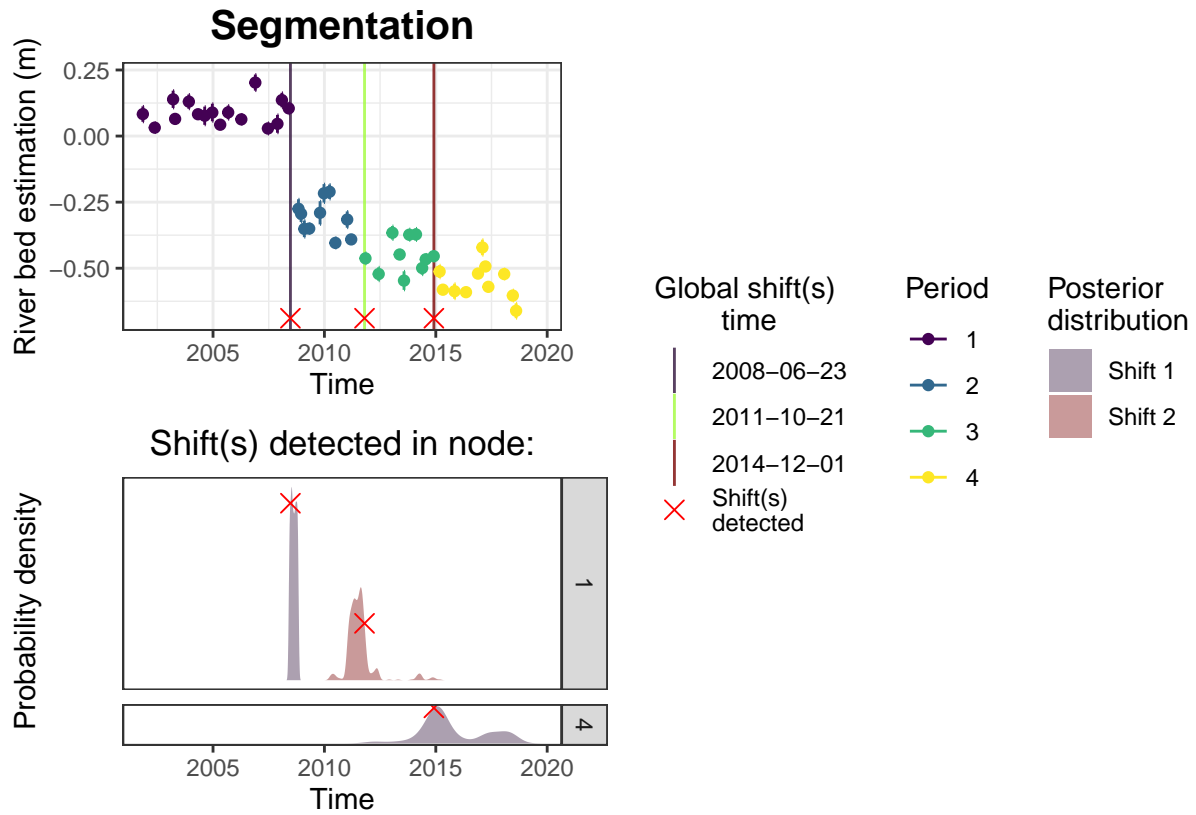 Segmentation
River bed estimation (m)
0.25
0.00
−0.25
−0.50
2005
2010
2015
2020
Time
Shift(s) detected in node:
Probability density
1
4
2005
2010
2015
2020
Time
Global shift(s)
time
2008−06−23
2011−10−21
2014−12−01
Shift(s)
detected
Period
1
2
3
4
Posterior
distribution
Shift 1
Shift 2